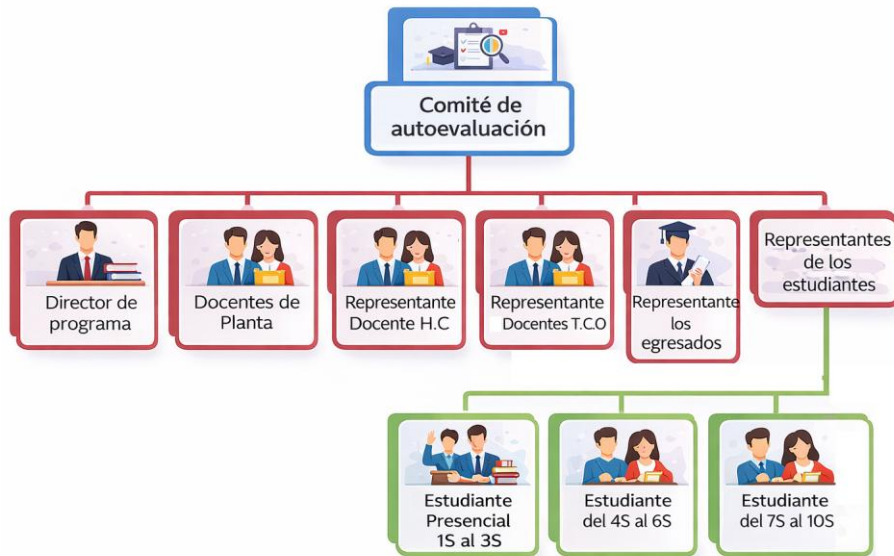 Comité de
autoevaluación
Director de
programa
Docentes de
Planta
Representante
Docente H.C
Representante
Docentes T.CO
Representante
los
egresados
Representantes
de los
estudiantes
Estudiante
Presencial
1S al 3S
Estudiante
del 4S al 6S
Estudiante
del 7S al 10S